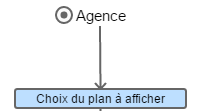 Agence
Choix du plan à afficher